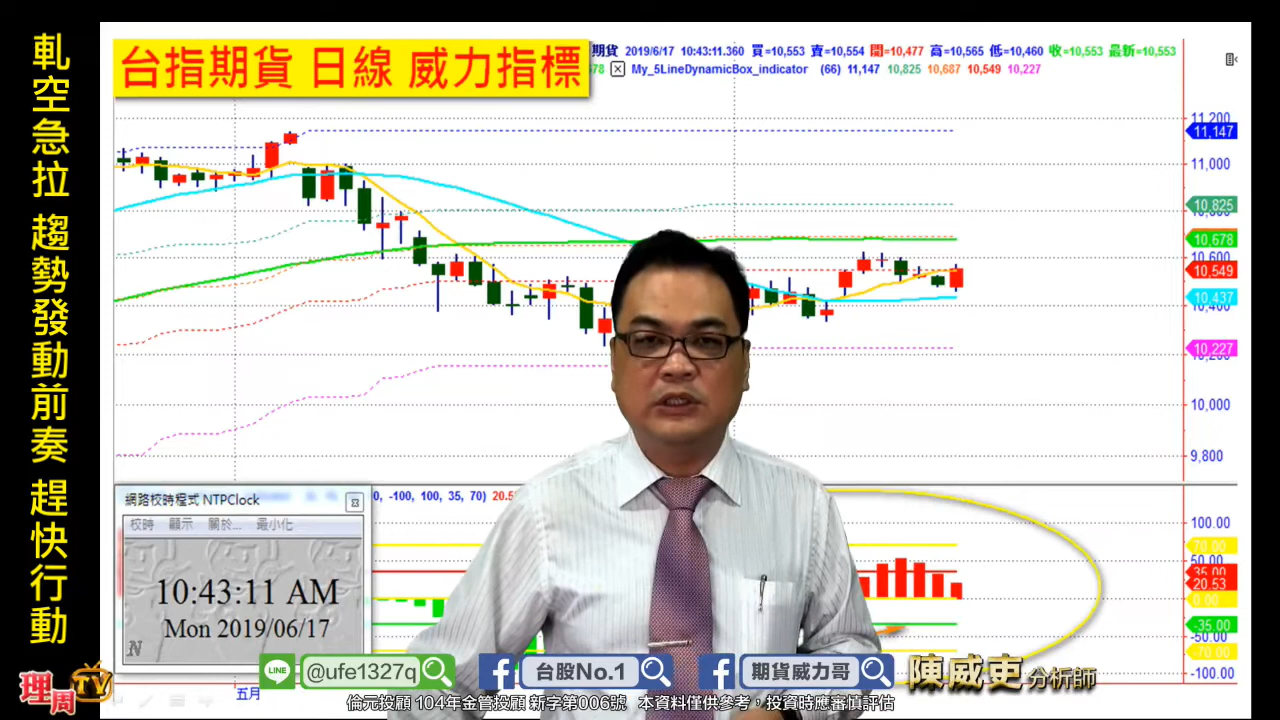 軋空急拉 趨勢發動前奏 趕快行動
台指期貨 日線 威力指標
期貨 2019/6/17 10:43:11.360 買=10,553 賣=10,554 開=10,477 高=10,565 低=10,460 收=10,553 最新=10,553
My_5LineDynamicBox_indicator (66) 11,147 10,825 10,687 10,549 10,227
11,200
11,147
11,000
10,825
10,678
10,600
10,549
10,437
10,400
10,227
10,000
9,800
網路校時程式 NTPClock
校時 顯示 關於... 最小化
10:43:11 AM
Mon 2019/06/17
N
0, -100, 100, 35, 70) 20.5
100.00
70.00
50.00
35.00
20.53
0.00
-35.00
-50.00
-70.00
-100.00
五月
理周TV
LINE @ufe1327q
台股No.1
期貨威力哥
陳威吏 分析師
倫元投顧 104年金管投顧 新字第006號 本資料僅供參考，投資時應審慎評估